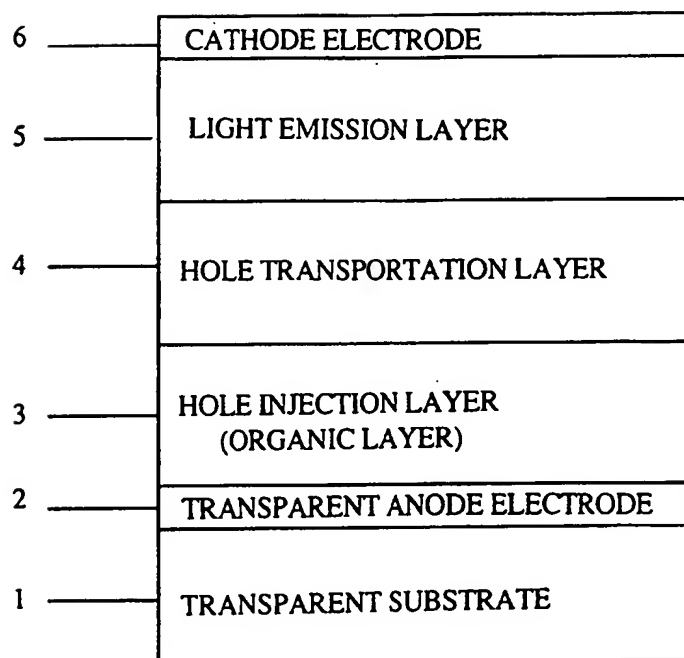 6 CATHODE ELECTRODE
5 LIGHT EMISSION LAYER
4 HOLE TRANSPORTATION LAYER
3 HOLE INJECTION LAYER
(ORGANIC LAYER)
2 TRANSPARENT ANODE ELECTRODE
1 TRANSPARENT SUBSTRATE